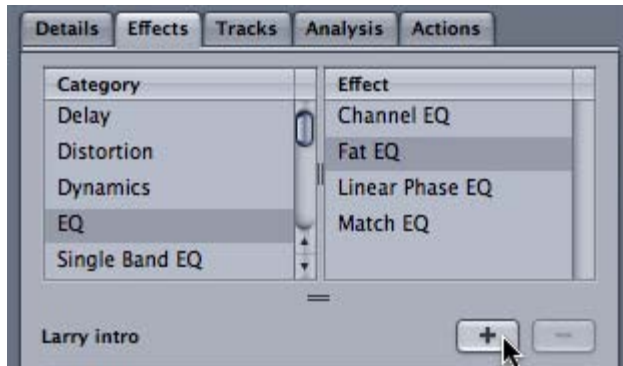 Details Effects Tracks Analysis Actions
Category Effect
Delay Channel EQ
Distortion Fat EQ
Dynamics Linear Phase EQ
EQ Match EQ
Single Band EQ
Larry intro + −